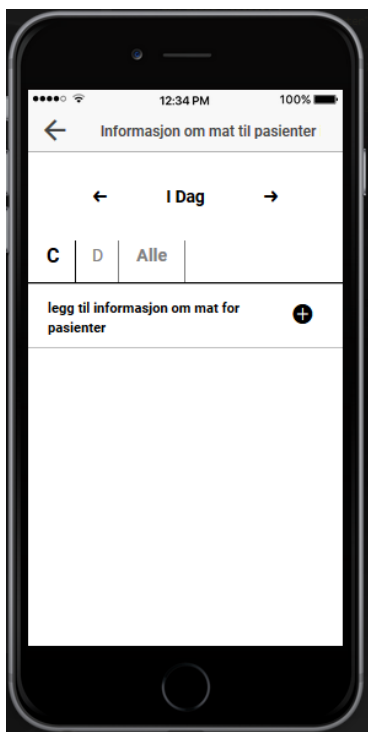 12:34 PM 100%
Informasjon om mat til pasienter
I Dag
C D Alle
legg til informasjon om mat for
pasienter